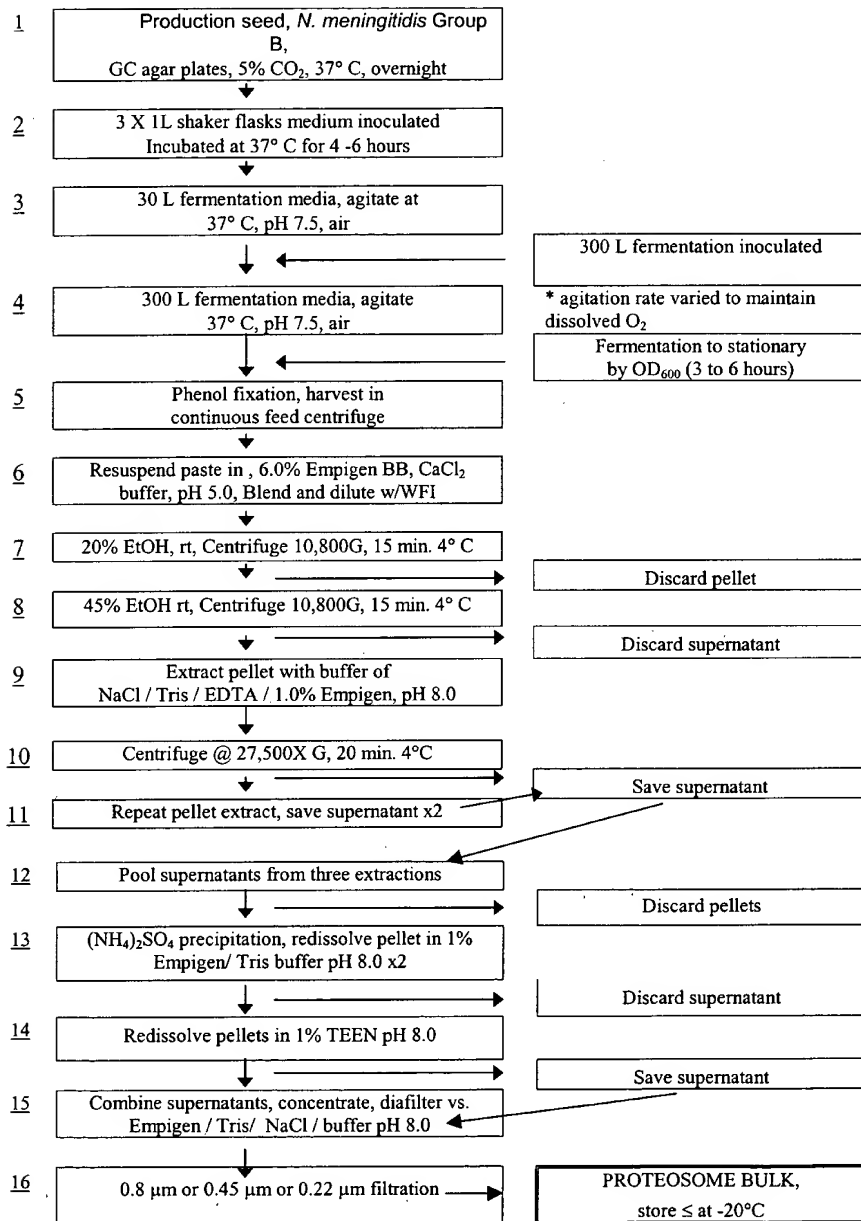 1
Production seed, N. meningitidis Group
B,
GC agar plates, 5% CO₂, 37° C, overnight
2
3 X 1L shaker flasks medium inoculated
Incubated at 37° C for 4 -6 hours
3
30 L fermentation media, agitate at
37° C, pH 7.5, air
300 L fermentation inoculated
4
300 L fermentation media, agitate
37° C, pH 7.5, air
* agitation rate varied to maintain
dissolved O₂
Fermentation to stationary
by OD₆₀₀ (3 to 6 hours)
5
Phenol fixation, harvest in
continuous feed centrifuge
6
Resuspend paste in , 6.0% Empigen BB, CaCl₂
buffer, pH 5.0, Blend and dilute w/WFI
7
20% EtOH, rt, Centrifuge 10,800G, 15 min. 4° C
Discard pellet
8
45% EtOH rt, Centrifuge 10,800G, 15 min. 4° C
Discard supernatant
9
Extract pellet with buffer of
NaCl / Tris / EDTA / 1.0% Empigen, pH 8.0
10
Centrifuge @ 27,500X G, 20 min. 4°C
Save supernatant
11
Repeat pellet extract, save supernatant x2
12
Pool supernatants from three extractions
Discard pellets
13
(NH₄)₂SO₄ precipitation, redissolve pellet in 1%
Empigen/ Tris buffer pH 8.0 x2
Discard supernatant
14
Redissolve pellets in 1% TEEN pH 8.0
Save supernatant
15
Combine supernatants, concentrate, diafilter vs.
Empigen / Tris/ NaCl / buffer pH 8.0
16
0.8 µm or 0.45 µm or 0.22 µm filtration
PROTEOSOME BULK,
store ≤ at -20°C